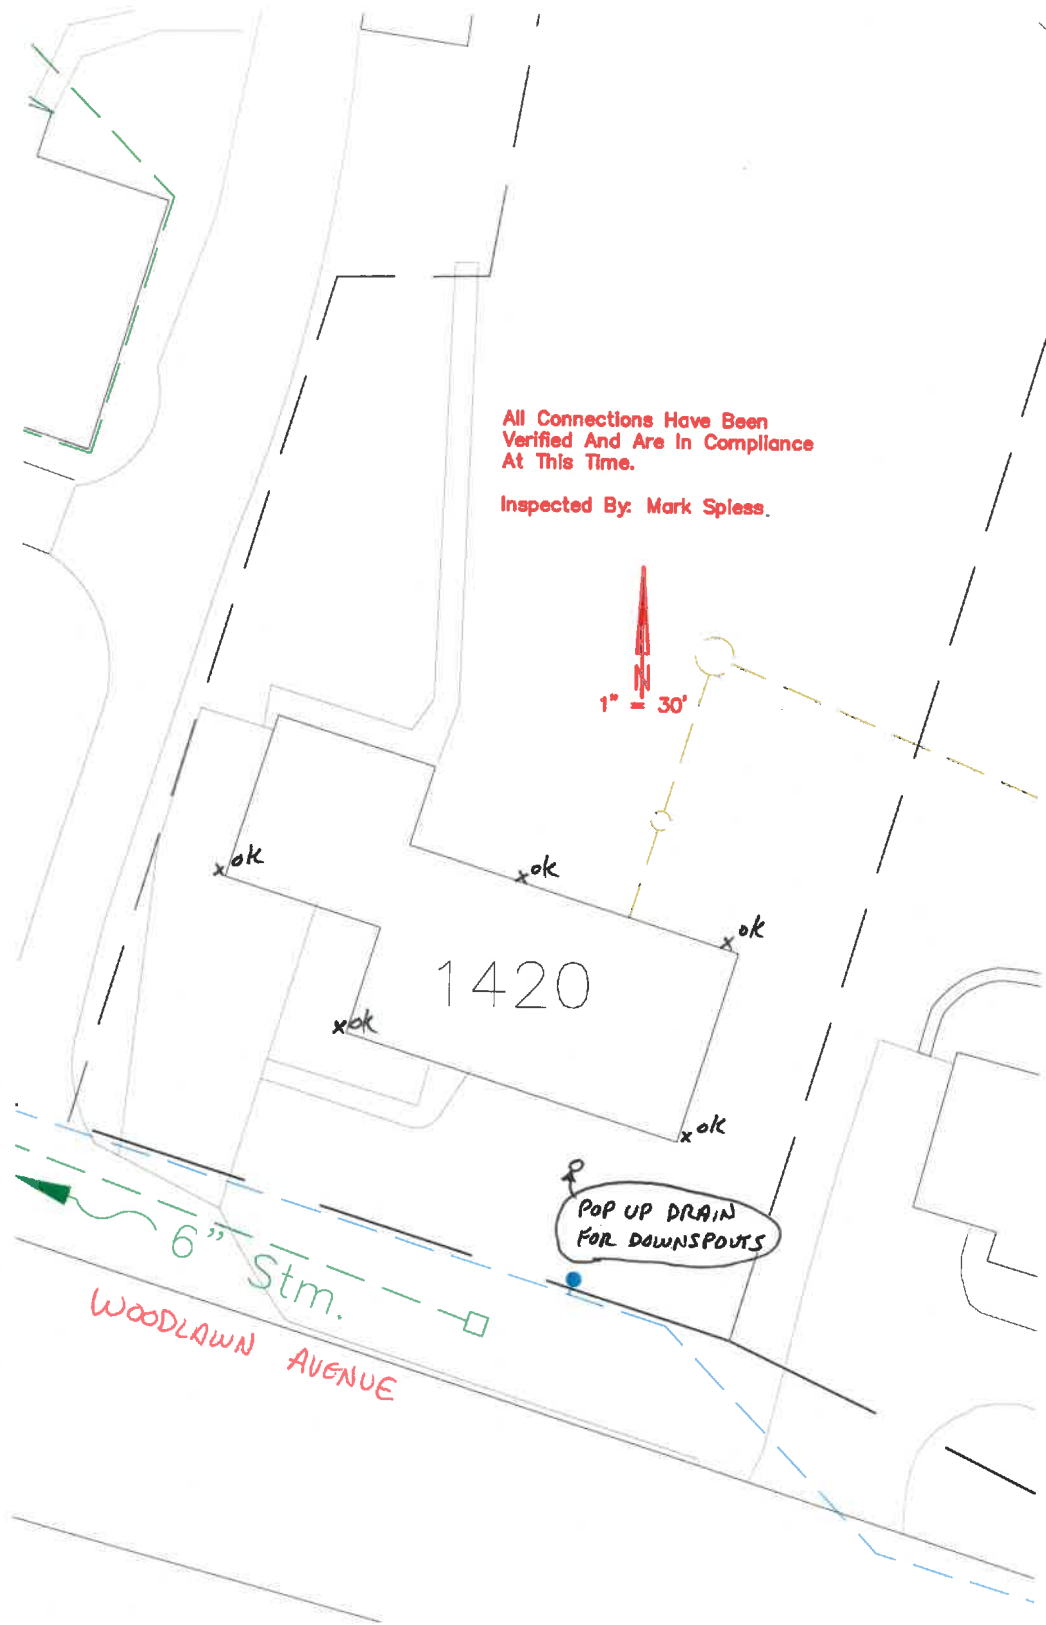 All Connections Have Been
Verified And Are In Compliance
At This Time.
Inspected By: Mark Spiess.
N
1" = 30'
ok
ok
ok
1420
ok
ok
POP UP DRAIN
FOR DOWNSPOUTS
6" Stm.
WOODLAWN AVENUE